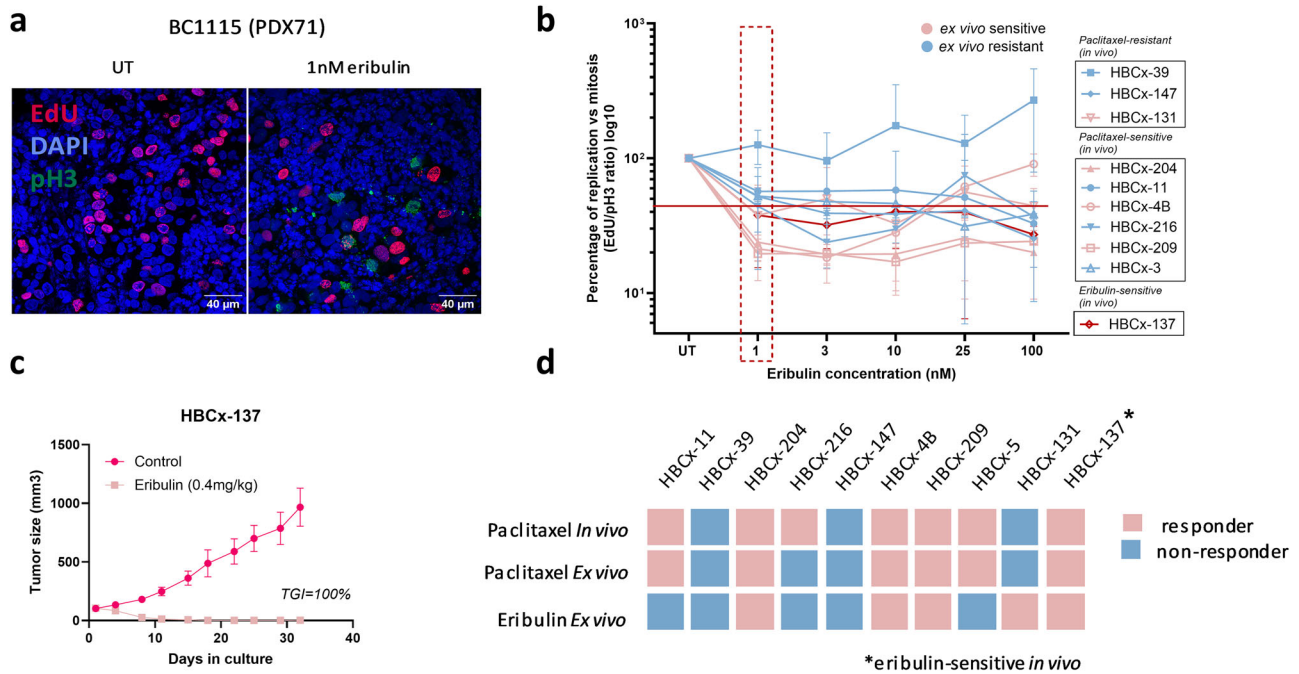 a
BC1115 (PDX71)
UT
1nM eribulin
EdU
DAPI
pH3
40 µm
40 µm
b
ex vivo sensitive
ex vivo resistant
Percentage of replication vs mitosis
(EdU/pH3 ratio) log10
10³
10²
10¹
UT
1
3
10
25
100
Eribulin concentration (nM)
Paclitaxel-resistant
(in vivo)
HBCx-39
HBCx-147
HBCx-131
Paclitaxel-sensitive
(in vivo)
HBCx-204
HBCx-11
HBCx-4B
HBCx-216
HBCx-209
HBCx-3
Eribulin-sensitive
(in vivo)
HBCx-137
c
HBCx-137
Tumor size (mm3)
1500
1000
500
0
Control
Eribulin (0.4mg/kg)
TGI=100%
0
10
20
30
40
Days in culture
d
HBCx-11
HBCx-39
HBCx-204
HBCx-216
HBCx-147
HBCx-4B
HBCx-209
HBCx-5
HBCx-131
HBCx-137 *
Paclitaxel In vivo
Paclitaxel Ex vivo
Eribulin Ex vivo
responder
non-responder
*eribulin-sensitive in vivo